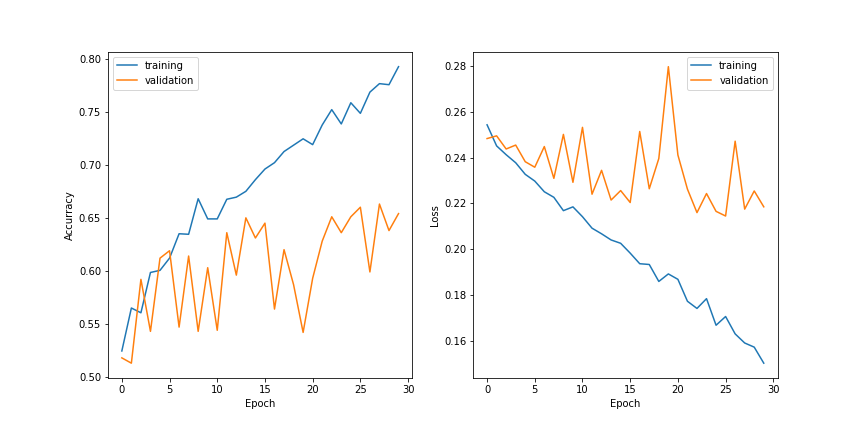 training
validation
0.80
0.75
0.70
0.65
0.60
0.55
0.50
Accurracy
0 5 10 15 20 25 30
Epoch
training
validation
0.28
0.26
0.24
0.22
0.20
0.18
0.16
Loss
0 5 10 15 20 25 30
Epoch